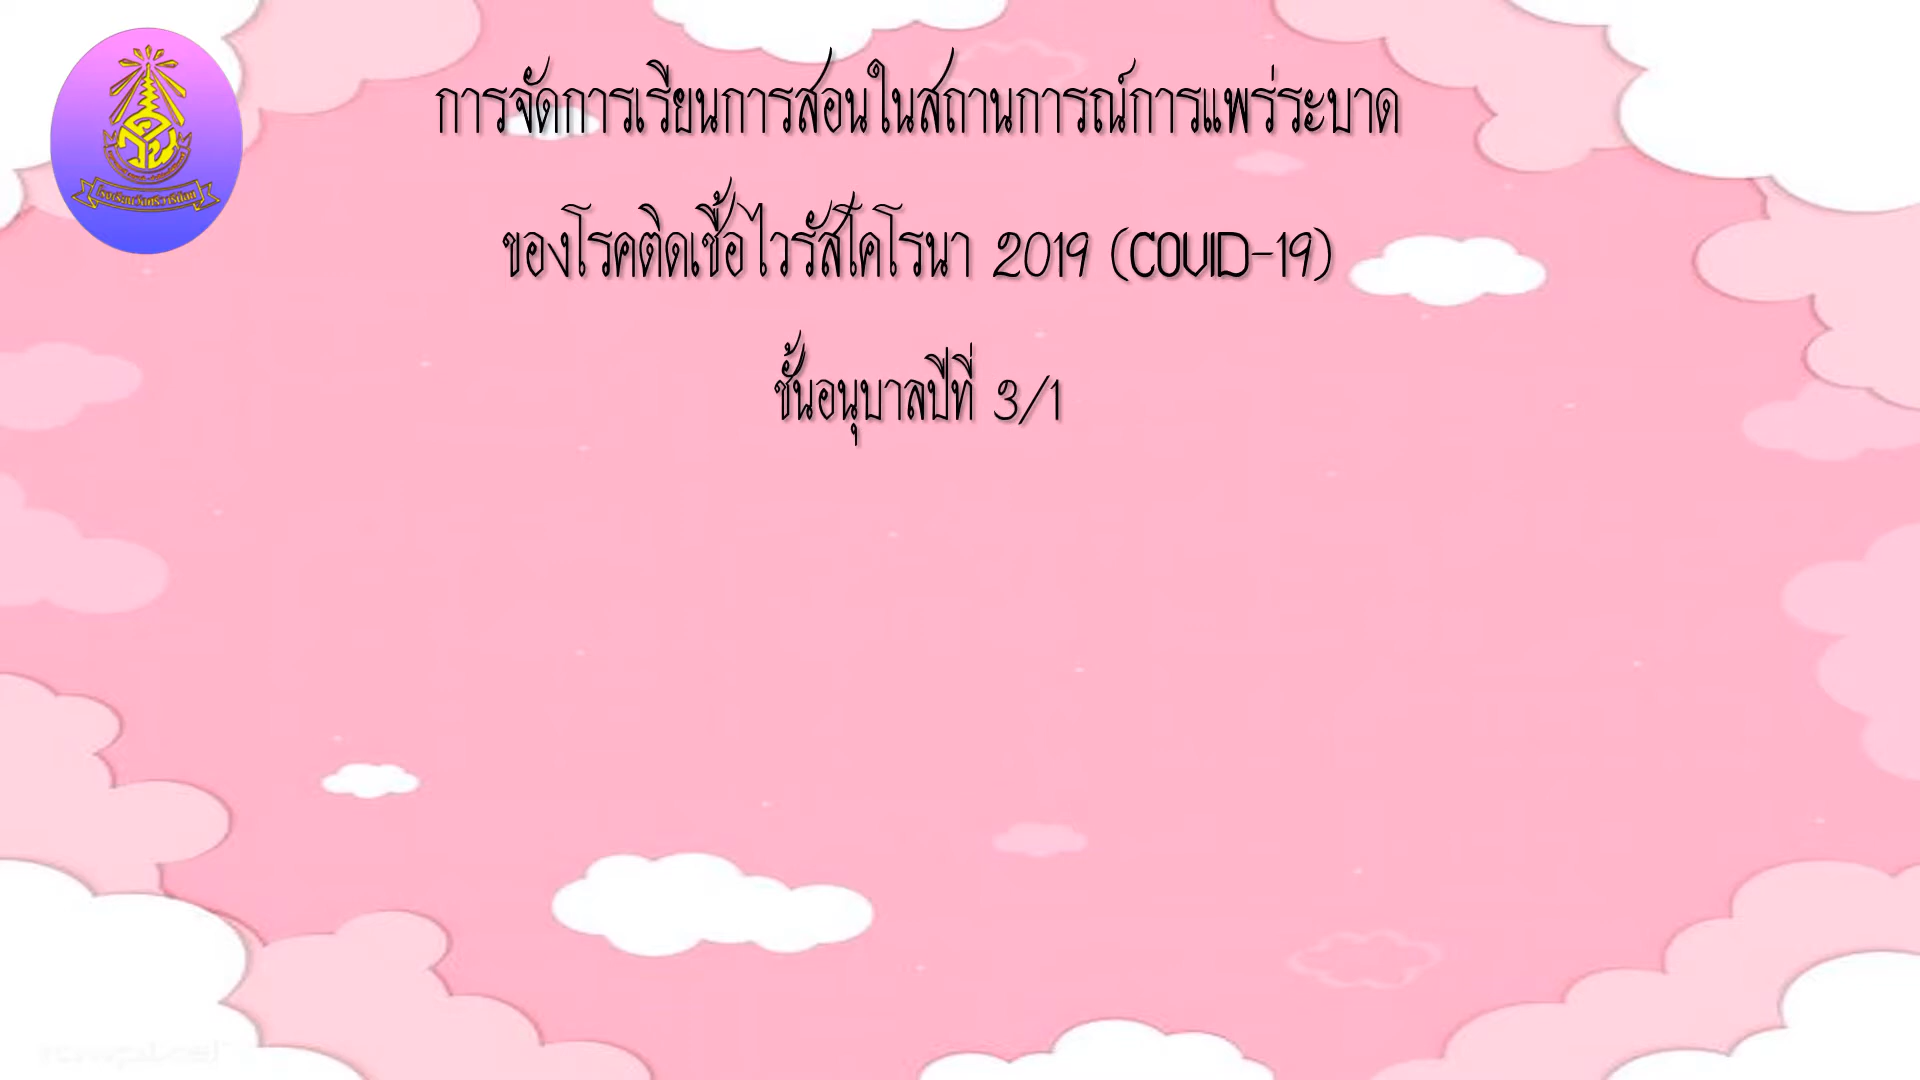 การจัดการเรียนการสอนในสถานการณ์การแพร่ระบาด
ของโรคติดเชื้อไวรัสโคโรนา 2019 (COVID-19)
ชั้นอนุบาลปีที่ 3/1